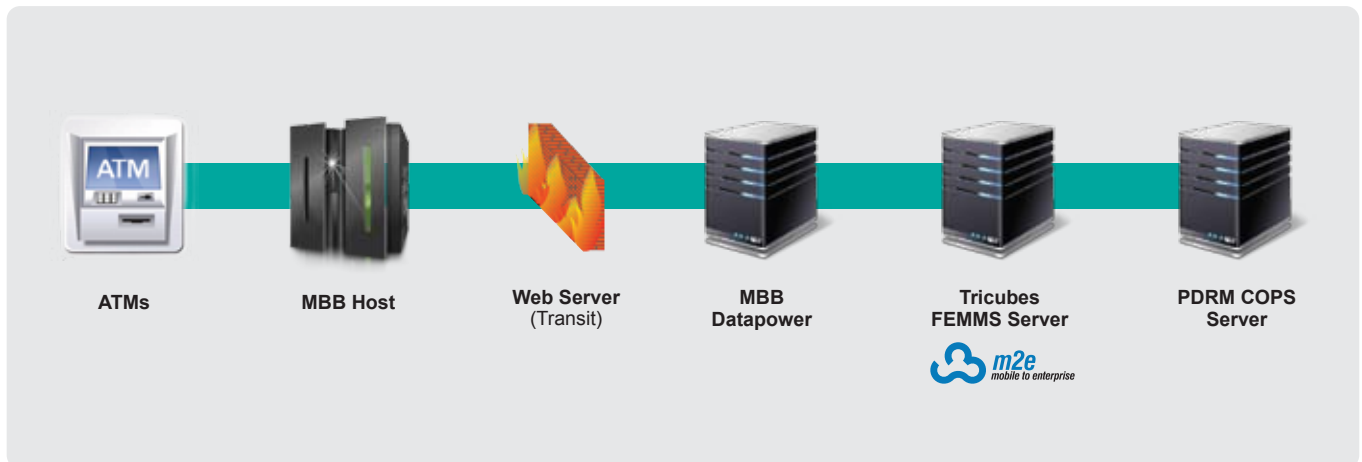 ATM
ATMs
MBB Host
Web Server
(Transit)
MBB
Datapower
Tricubes
FEMMS Server
m2e
mobile to enterprise
PDRM COPS
Server